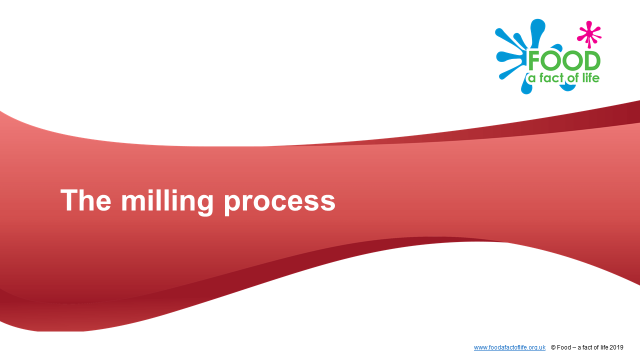 FOOD
a fact of life
The milling process
www.foodafactoflife.org.uk © Food – a fact of life 2019